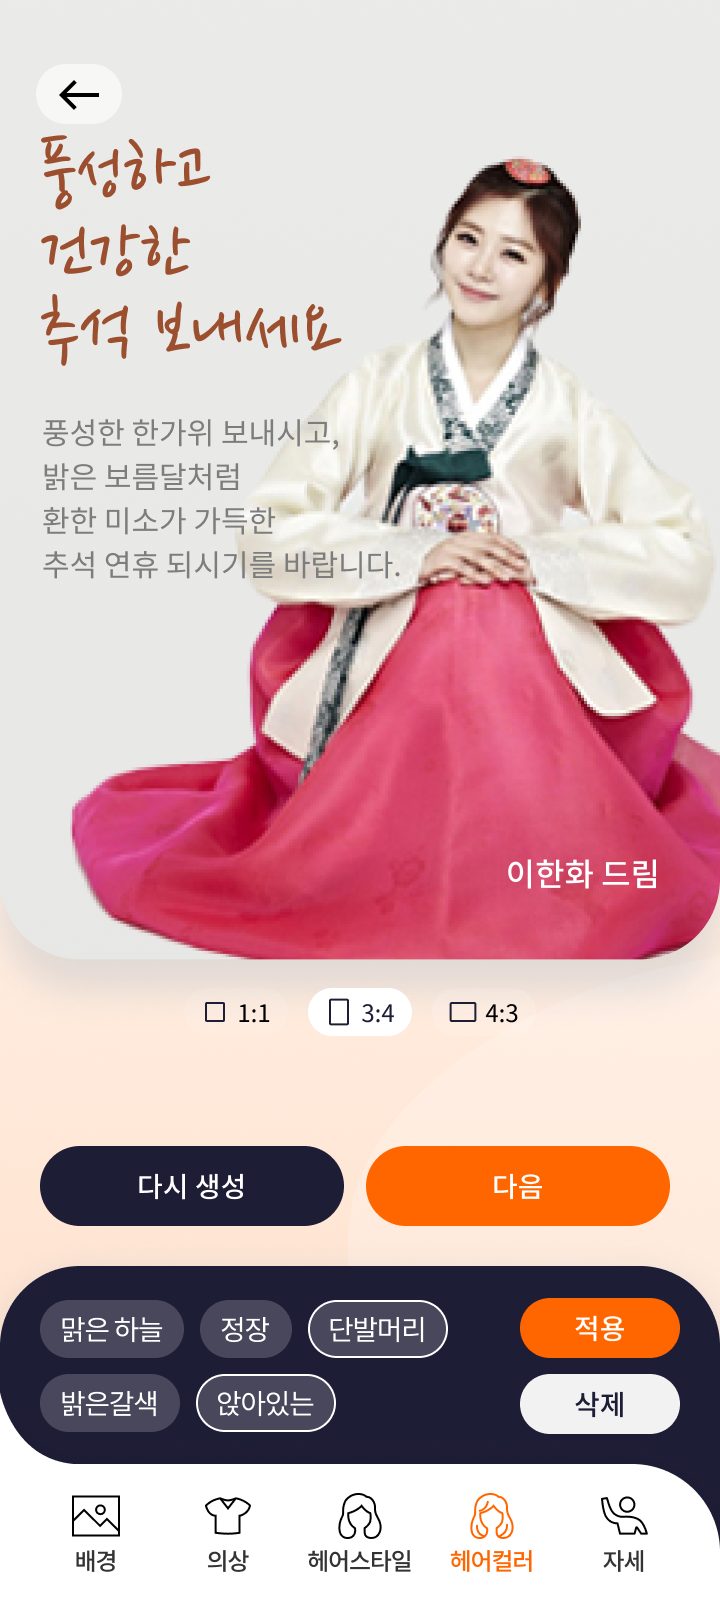 풍성하고
건강한
추석 보내세요
풍성한 한가위 보내시고,
밝은 보름달처럼
환한 미소가 가득한
추석 연휴 되시기를 바랍니다.
이한화 드림
1:1 3:4 4:3
다시 생성 다음
맑은 하늘 정장 단발머리 적용
밝은갈색 앉아있는 삭제
배경 의상 헤어스타일 헤어컬러 자세